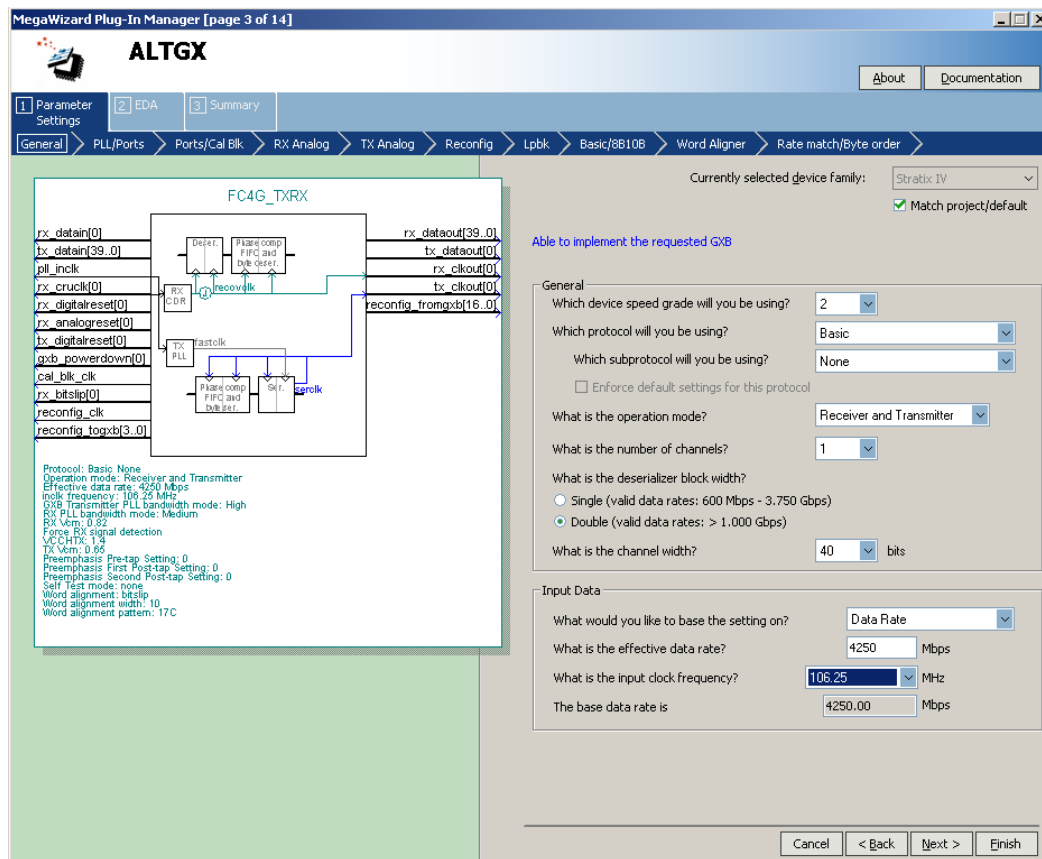 MegaWizard Plug-In Manager [page 3 of 14]
ALTGX
About Documentation
1 Parameter Settings 2 EDA 3 Summary
General PLL/Ports Ports/Cal Blk RX Analog TX Analog Reconfig Lpbk Basic/8B10B Word Aligner Rate match/Byte order
Currently selected device family: Stratix IV
Match project/default
FC4G_TXRX
rx_datain[0]
tx_datain[39..0]
pll_inclk
rx_cruclk[0]
rx_digitalreset[0]
rx_analogreset[0]
tx_digitalreset[0]
gxb_powerdown[0]
cal_blk_clk
rx_bitslip[0]
reconfig_clk
reconfig_togxb[3..0]
Deser.
Phase comp
FIFO and
byte deser.
RX
CDR
recovclk
TX
PLL
fastclk
Phase comp
FIFO and
byte ser.
Ser.
serclk
rx_dataout[39..0]
tx_dataout[0]
rx_clkout[0]
tx_clkout[0]
reconfig_fromgxb[16..0]
Protocol: Basic None
Operation mode: Receiver and Transmitter
Effective data rate: 4250 Mbps
inclk frequency: 106.25 MHz
GXB Transmitter PLL bandwidth mode: High
RX PLL bandwidth mode: Medium
RX Vcm: 0.82
Force RX signal detection
VCCHTX: 1.4
TX Vcm: 0.65
Preemphasis Pre-tap Setting: 0
Preemphasis First Post-tap Setting: 0
Preemphasis Second Post-tap Setting: 0
Self Test mode: none
Word alignment: bitslip
Word alignment width: 10
Word alignment pattern: 17C
Able to implement the requested GXB
General
Which device speed grade will you be using? 2
Which protocol will you be using? Basic
Which subprotocol will you be using? None
Enforce default settings for this protocol
What is the operation mode? Receiver and Transmitter
What is the number of channels? 1
What is the deserializer block width?
Single (valid data rates: 600 Mbps - 3.750 Gbps)
Double (valid data rates: > 1.000 Gbps)
What is the channel width? 40 bits
Input Data
What would you like to base the setting on? Data Rate
What is the effective data rate? 4250 Mbps
What is the input clock frequency? 106.25 MHz
The base data rate is 4250.00 Mbps
Cancel < Back Next > Finish